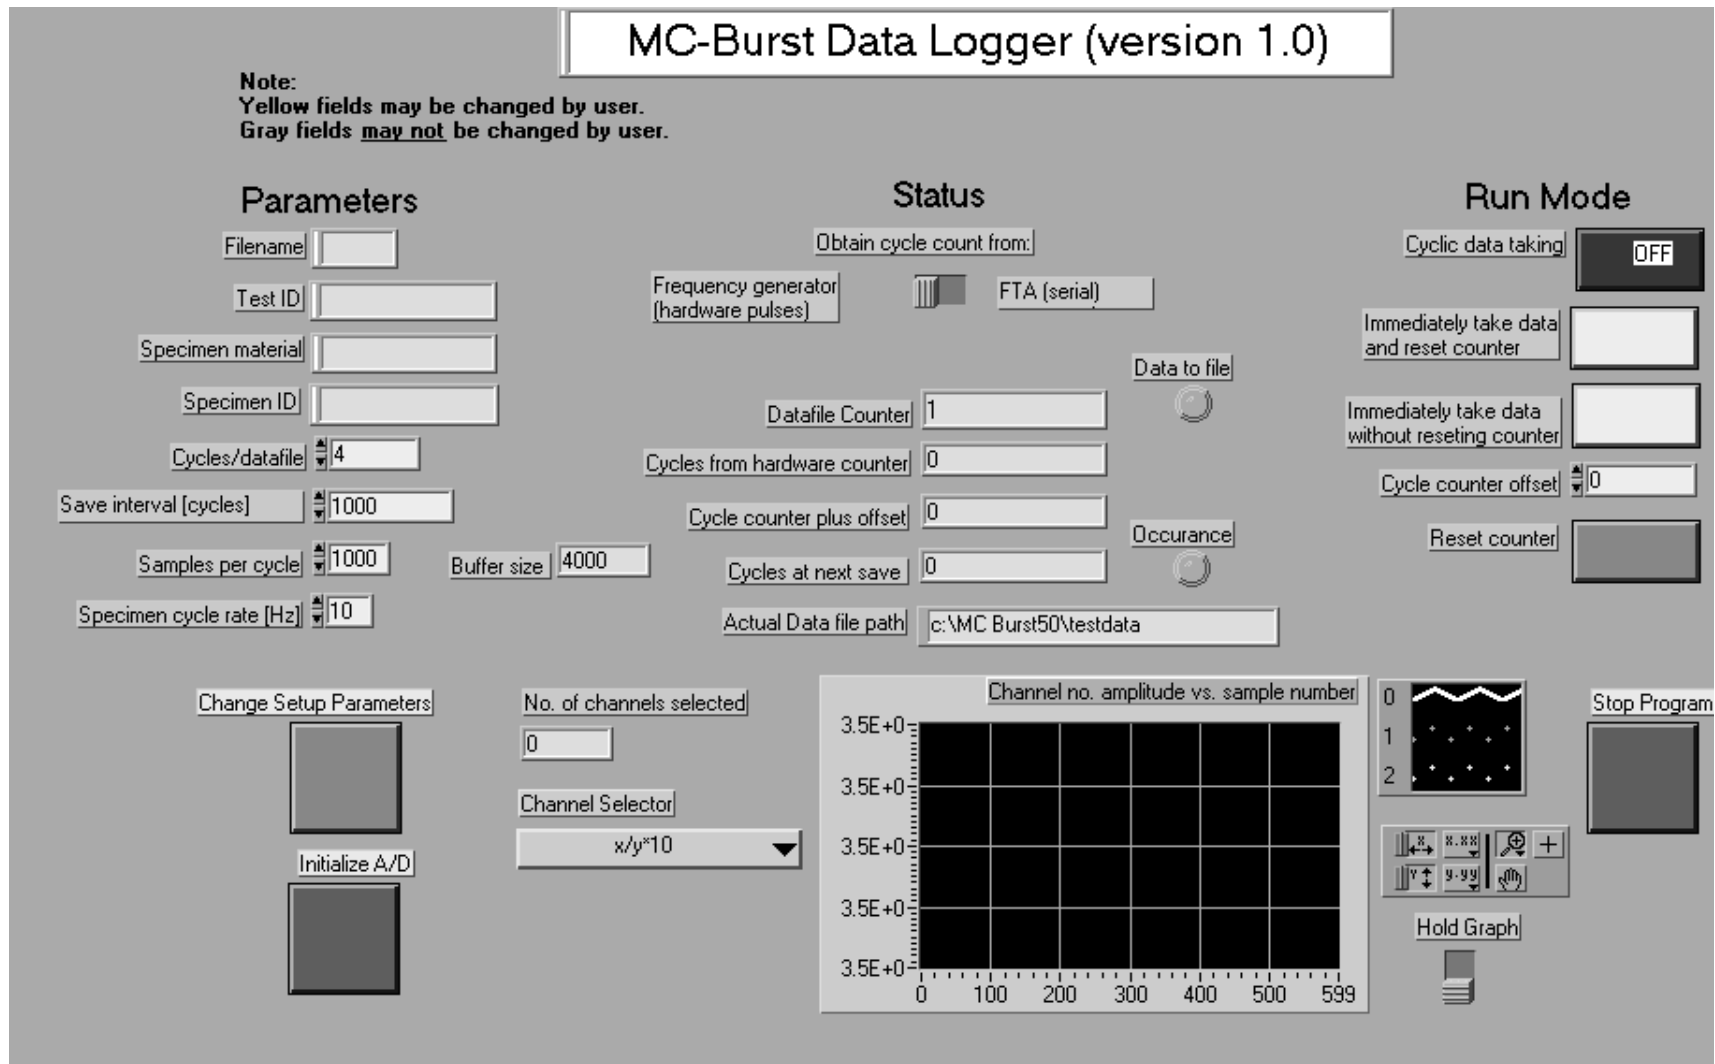 MC-Burst Data Logger (version 1.0)
Note:
Yellow fields may be changed by user.
Gray fields may not be changed by user.
Parameters
Filename
Test ID
Specimen material
Specimen ID
Cycles/datafile 4
Save interval [cycles] 1000
Samples per cycle 1000
Buffer size 4000
Specimen cycle rate [Hz] 10
Status
Obtain cycle count from:
Frequency generator
(hardware pulses)
FTA (serial)
Data to file
Datafile Counter 1
Cycles from hardware counter 0
Cycle counter plus offset 0
Occurance
Cycles at next save 0
Actual Data file path c:\MC Burst50\testdata
Run Mode
Cyclic data taking OFF
Immediately take data
and reset counter
Immediately take data
without reseting counter
Cycle counter offset 0
Reset counter
Change Setup Parameters
Initialize A/D
No. of channels selected
0
Channel Selector
x/y*10
Channel no. amplitude vs. sample number
3.5E+0
3.5E+0
3.5E+0
3.5E+0
3.5E+0
0 100 200 300 400 500 599
0
1
2
X X.XX
Y Y.YY
Hold Graph
Stop Program